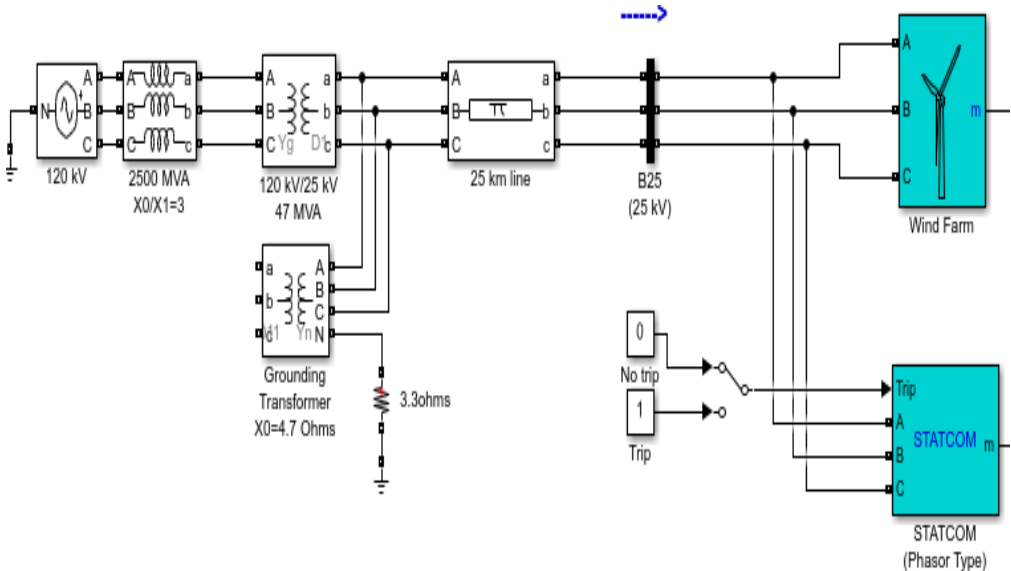 A
a
A
a
A
a
A
N
B
B
b
B
b
B
b
B
m
C
C
c
C
c
C
c
C
Yg
D1
120 kV
2500 MVA
X0/X1=3
120 kV/25 kV
47 MVA
25 km line
B25
(25 kV)
Wind Farm
a
A
b
B
C
c
Yn
N
Grounding
Transformer
X0=4.7 Ohms
3.3ohms
0
No trip
1
Trip
Trip
A
STATCOM
m
B
C
STATCOM
(Phasor Type)